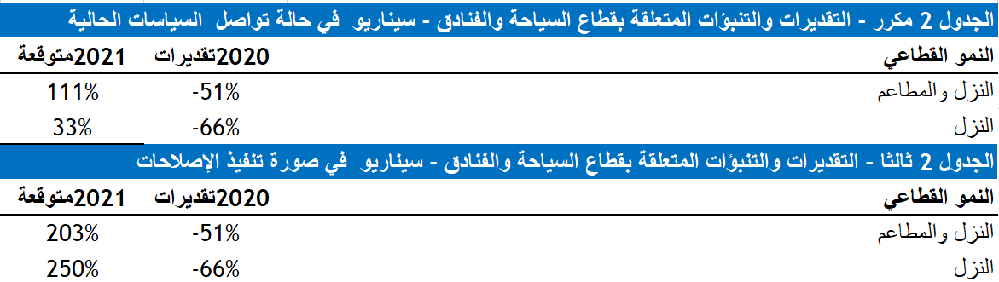 الجدول 2 مكرر - التقديرات والتنبؤات المتعلقة بقطاع السياحة والفنادق - سيناريو في حالة تواصل السياسات الحالية
النمو القطاعي 2020تقديرات 2021متوقعة
النزل والمطاعم -51% 111%
النزل -66% 33%
الجدول 2 ثالثا - التقديرات والتنبؤات المتعلقة بقطاع السياحة والفنادق - سيناريو في صورة تنفيذ الإصلاحات
النمو القطاعي 2020تقديرات 2021متوقعة
النزل والمطاعم -51% 203%
النزل -66% 250%